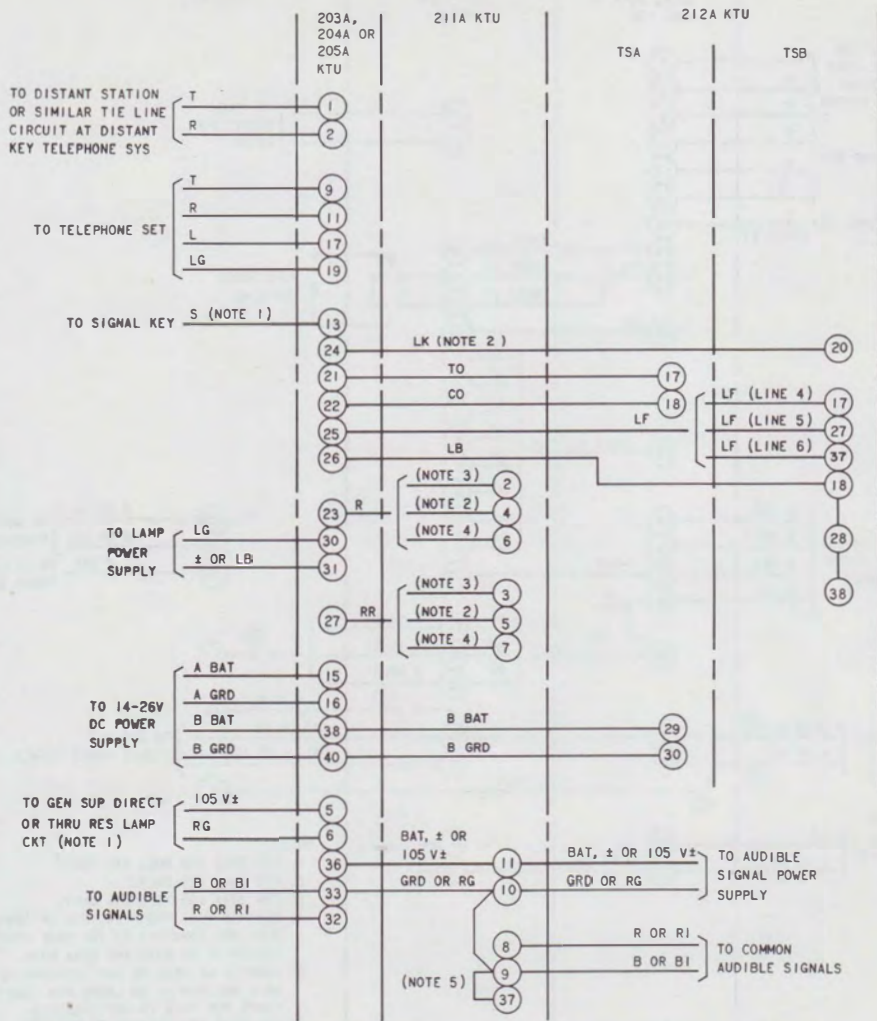 203A,
204A OR
205A
KTU
211A KTU
212A KTU
TSA
TSB
TO DISTANT STATION
OR SIMILAR TIE LINE
CIRCUIT AT DISTANT
KEY TELEPHONE SYS
T
1
R
2
TO TELEPHONE SET
T
9
R
11
L
17
LG
19
TO SIGNAL KEY
S (NOTE 1)
13
24
LK (NOTE 2)
20
21
TO
17
22
CO
18
25
LF
LF (LINE 4)
17
LF (LINE 5)
27
LF (LINE 6)
37
26
LB
18
28
38
23
R
(NOTE 3)
2
(NOTE 2)
4
(NOTE 4)
6
TO LAMP
POWER
SUPPLY
LG
30
± OR LB
31
27
RR
(NOTE 3)
3
(NOTE 2)
5
(NOTE 4)
7
TO 14-26V
DC POWER
SUPPLY
A BAT
15
A GRD
16
B BAT
38
B BAT
29
B GRD
40
B GRD
30
TO GEN SUP DIRECT
OR THRU RES LAMP
CKT (NOTE 1)
105 V±
5
RG
6
36
BAT, ± OR
105 V±
11
BAT, ± OR 105 V±
33
GRD OR RG
10
GRD OR RG
TO AUDIBLE
SIGNAL POWER
SUPPLY
TO AUDIBLE
SIGNALS
B OR B1
R OR R1
32
8
R OR R1
9
B OR B1
TO COMMON
AUDIBLE SIGNALS
(NOTE 5)
37